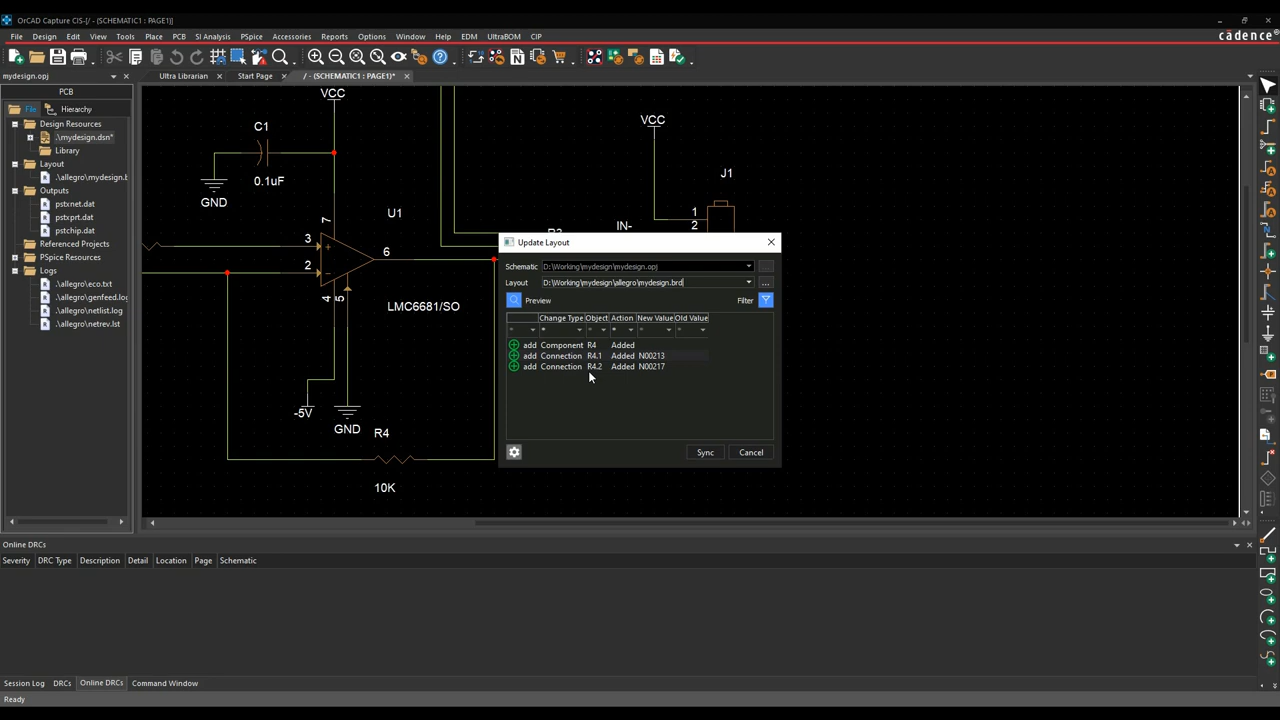 OrCAD Capture CIS-[/ - (SCHEMATIC1 : PAGE1)]
File Design Edit View Tools Place PCB SI Analysis PSpice Accessories Reports Options Window Help EDM UltraBOM CIP
cādence®
mydesign.opj
Ultra Librarian
Start Page
/ - (SCHEMATIC1 : PAGE1)*
PCB
File Hierarchy
Design Resources
.\mydesign.dsn*
Library
Layout
.\allegro\mydesign.b
Outputs
pstxnet.dat
pstxprt.dat
pstchip.dat
Referenced Projects
PSpice Resources
Logs
.\allegro\eco.txt
.\allegro\genfeed.log
.\allegro\netlist.log
.\allegro\netrev.lst
VCC
C1
0.1uF
GND
U1
7
3
2
6
4
5
LMC6681/SO
-5V
GND
R4
10K
VCC
J1
1
2
IN-
Update Layout
Schematic D:\Working\mydesign\mydesign.opj
Layout D:\Working\mydesign\allegro\mydesign.brd
Preview Filter
Change Type Object Action New Value Old Value
add Component R4 Added
add Connection R4.1 Added N00213
add Connection R4.2 Added N00217
Sync Cancel
Online DRCs
Severity DRC Type Description Detail Location Page Schematic
Session Log DRCs Online DRCs Command Window
Ready